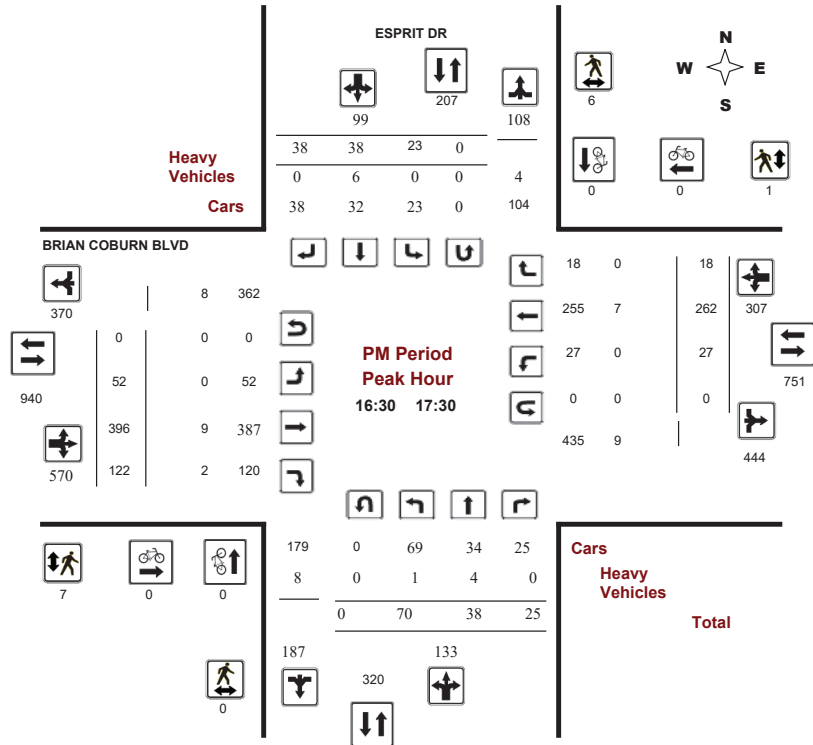 ESPRIT DR
N
W E
S
207
99
108
6
38 38 23 0
Heavy
Vehicles
0 6 0 0 4
Cars
38 32 23 0 104
0 0 1
BRIAN COBURN BLVD
370
8 362
0 0 0
940
52 0 52
396 9 387
570
122 2 120
PM Period
Peak Hour
16:30 17:30
18 0 18
307
255 7 262
27 0 27
751
0 0 0
435 9
444
179 0 69 34 25
Cars
8 0 1 4 0
Heavy
Vehicles
0 70 38 25
Total
7 0 0
187 133
320
0